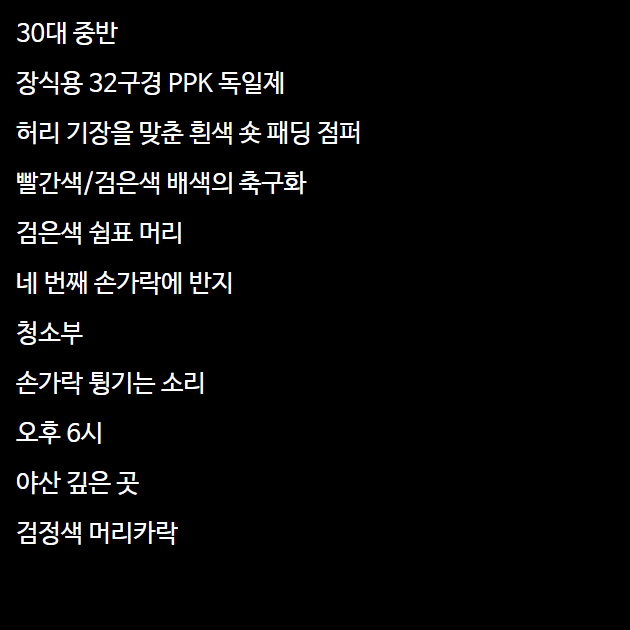 30대 중반
장식용 32구경 PPK 독일제
허리 기장을 맞춘 흰색 숏 패딩 점퍼
빨간색/검은색 배색의 축구화
검은색 쉼표 머리
네 번째 손가락에 반지
청소부
손가락 튕기는 소리
오후 6시
야산 깊은 곳
검정색 머리카락